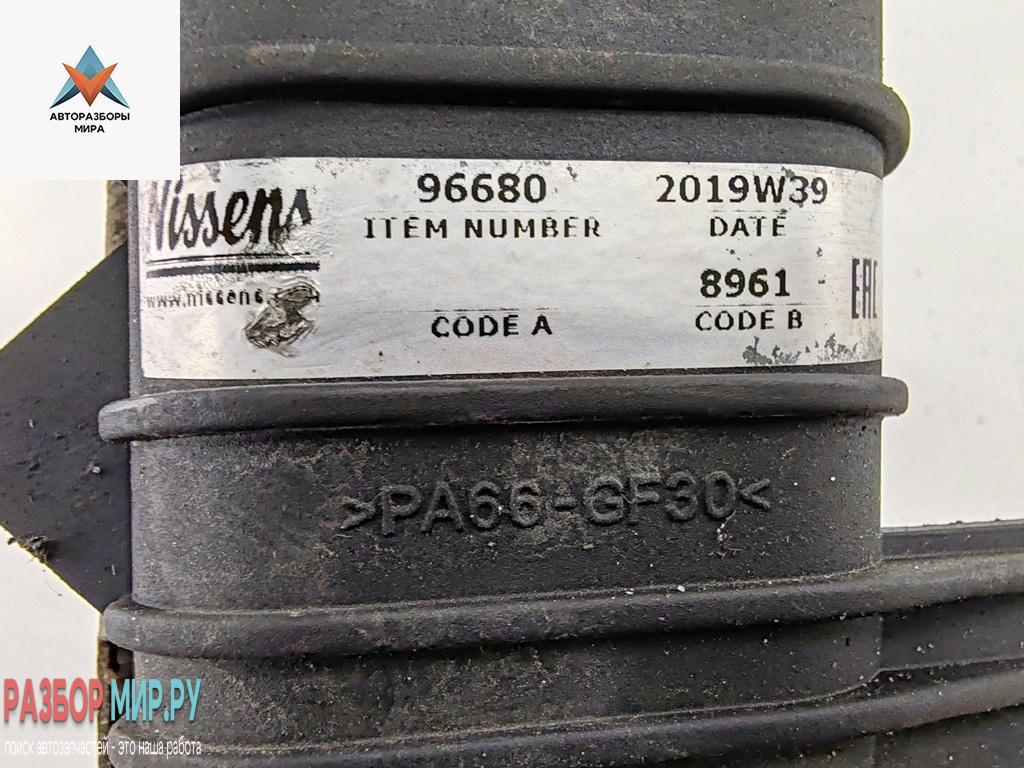 АВТОРАЗБОРЫ
МИРА
Nissens
96680
ITEM NUMBER
2019W39
DATE
8961
CODE B
CODE A
EAC
>PA66-GF30<
РАЗБОР МИР.РУ
поиск автозапчастей - это наша работа